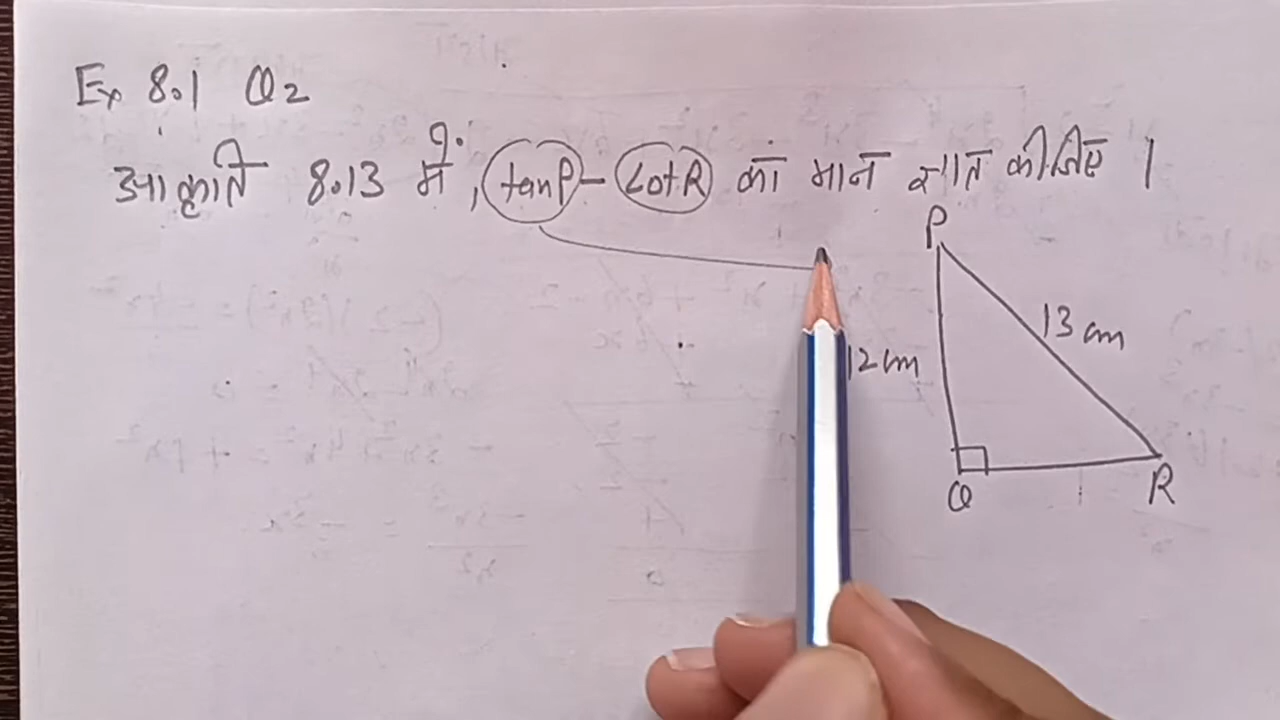 Ex 8.1 Q2
आकृति 8.13 में, tanP - cotR का मान ज्ञात कीजिए ।
P
13 cm
12 cm
Q
R